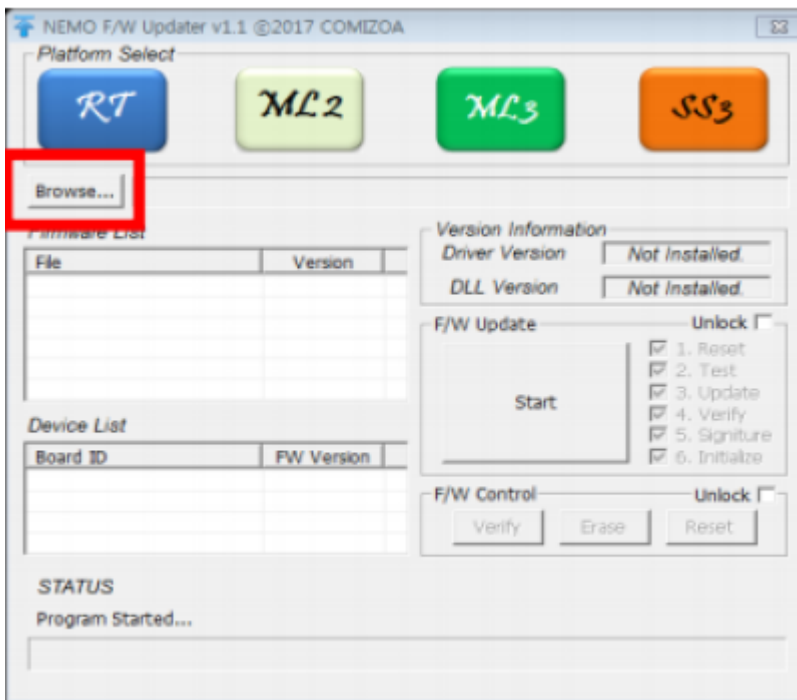 NEMO F/W Updater v1.1 ©2017 COMIZOA
Platform Select
RT ML2 ML3 SS3
Browse...
Firmware List
File Version
Device List
Board ID FW Version
Version Information
Driver Version Not Installed.
DLL Version Not Installed.
F/W Update Unlock
Start
1. Reset
2. Test
3. Update
4. Verify
5. Signiture
6. Initialize
F/W Control Unlock
Verify Erase Reset
STATUS
Program Started...